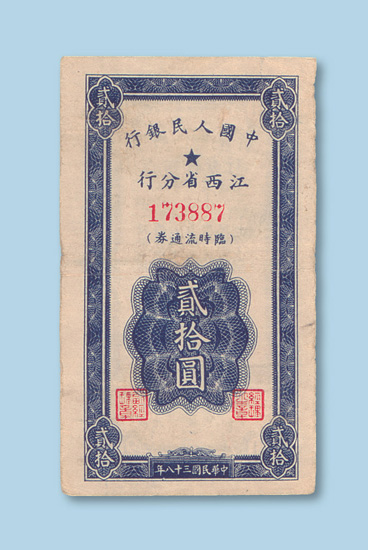 貳拾
貳拾
中國人民銀行
★
江西省分行
173887
(臨時流通券)
貳拾圓
貳拾
貳拾
中華民國三十八年